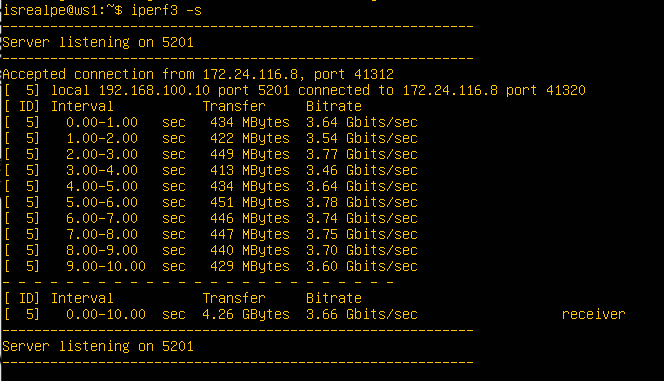 isrealpe@ws1:~$ iperf3 -s
-----------------------------------------------------------
Server listening on 5201
-----------------------------------------------------------
Accepted connection from 172.24.116.8, port 41312
[  5] local 192.168.100.10 port 5201 connected to 172.24.116.8 port 41320
[ ID] Interval           Transfer     Bitrate
[  5]   0.00-1.00   sec   434 MBytes  3.64 Gbits/sec
[  5]   1.00-2.00   sec   422 MBytes  3.54 Gbits/sec
[  5]   2.00-3.00   sec   449 MBytes  3.77 Gbits/sec
[  5]   3.00-4.00   sec   413 MBytes  3.46 Gbits/sec
[  5]   4.00-5.00   sec   434 MBytes  3.64 Gbits/sec
[  5]   5.00-6.00   sec   451 MBytes  3.78 Gbits/sec
[  5]   6.00-7.00   sec   446 MBytes  3.74 Gbits/sec
[  5]   7.00-8.00   sec   447 MBytes  3.75 Gbits/sec
[  5]   8.00-9.00   sec   440 MBytes  3.70 Gbits/sec
[  5]   9.00-10.00  sec   429 MBytes  3.60 Gbits/sec
- - - - - - - - - - - - - - - - - - - - - - - - -
[ ID] Interval           Transfer     Bitrate
[  5]   0.00-10.00  sec  4.26 GBytes  3.66 Gbits/sec                  receiver
-----------------------------------------------------------
Server listening on 5201
-----------------------------------------------------------